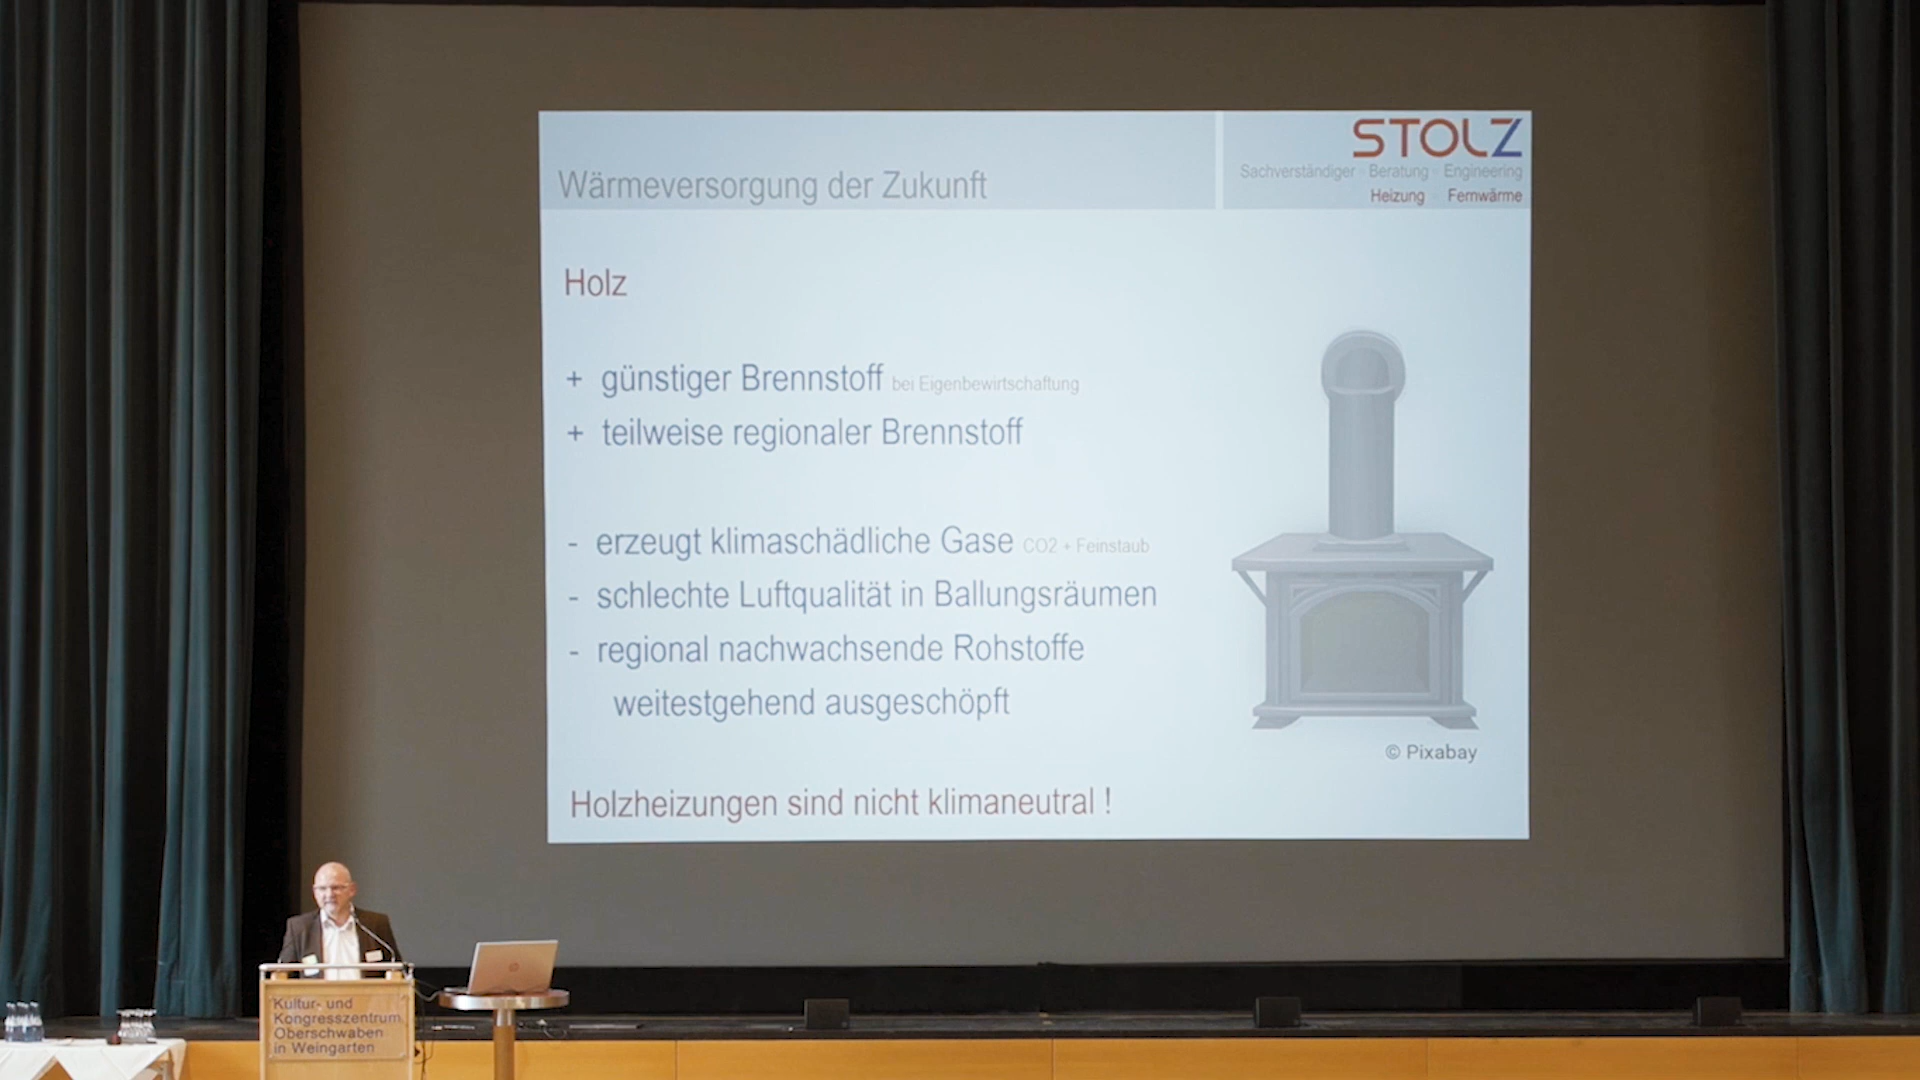 STOLZ
Sachverständiger · Beratung · Engineering
Heizung · Fernwärme
Wärmeversorgung der Zukunft
Holz
+ günstiger Brennstoff bei Eigenbewirtschaftung
+ teilweise regionaler Brennstoff
- erzeugt klimaschädliche Gase CO2 + Feinstaub
- schlechte Luftqualität in Ballungsräumen
- regional nachwachsende Rohstoffe
weitestgehend ausgeschöpft
© Pixabay
Holzheizungen sind nicht klimaneutral !
Kultur- und
Kongresszentrum
Oberschwaben
in Weingarten